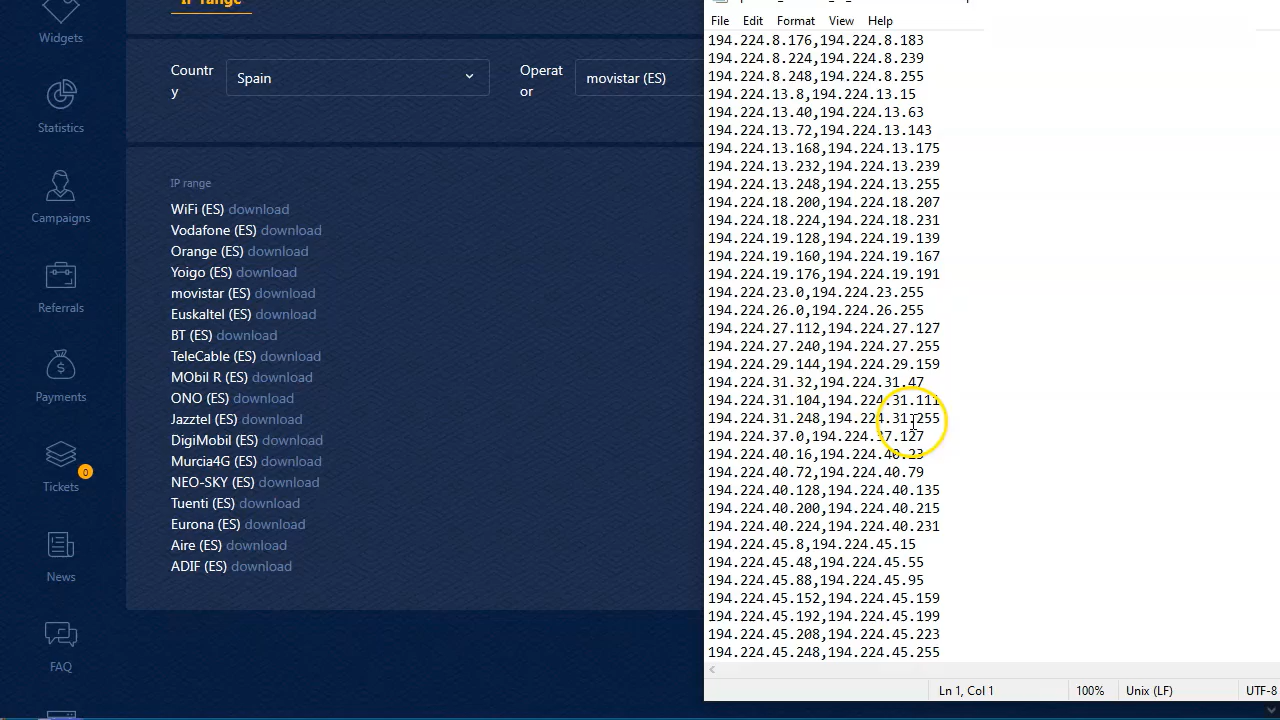 Widgets
Statistics
Campaigns
Referrals
Payments
Tickets
0
News
FAQ
IP range
Countr
y
Spain
Operat
or
movistar (ES)
IP range
WiFi (ES) download
Vodafone (ES) download
Orange (ES) download
Yoigo (ES) download
movistar (ES) download
Euskaltel (ES) download
BT (ES) download
TeleCable (ES) download
MObil R (ES) download
ONO (ES) download
Jazztel (ES) download
DigiMobil (ES) download
Murcia4G (ES) download
NEO-SKY (ES) download
Tuenti (ES) download
Eurona (ES) download
Aire (ES) download
ADIF (ES) download
File Edit Format View Help
194.224.8.176,194.224.8.183
194.224.8.224,194.224.8.239
194.224.8.248,194.224.8.255
194.224.13.8,194.224.13.15
194.224.13.40,194.224.13.63
194.224.13.72,194.224.13.143
194.224.13.168,194.224.13.175
194.224.13.232,194.224.13.239
194.224.13.248,194.224.13.255
194.224.18.200,194.224.18.207
194.224.18.224,194.224.18.231
194.224.19.128,194.224.19.139
194.224.19.160,194.224.19.167
194.224.19.176,194.224.19.191
194.224.23.0,194.224.23.255
194.224.26.0,194.224.26.255
194.224.27.112,194.224.27.127
194.224.27.240,194.224.27.255
194.224.29.144,194.224.29.159
194.224.31.32,194.224.31.47
194.224.31.104,194.224.31.111
194.224.31.248,194.224.31.255
194.224.37.0,194.224.37.127
194.224.40.16,194.224.40.23
194.224.40.72,194.224.40.79
194.224.40.128,194.224.40.135
194.224.40.200,194.224.40.215
194.224.40.224,194.224.40.231
194.224.45.8,194.224.45.15
194.224.45.48,194.224.45.55
194.224.45.88,194.224.45.95
194.224.45.152,194.224.45.159
194.224.45.192,194.224.45.199
194.224.45.208,194.224.45.223
194.224.45.248,194.224.45.255
Ln 1, Col 1 100% Unix (LF) UTF-8